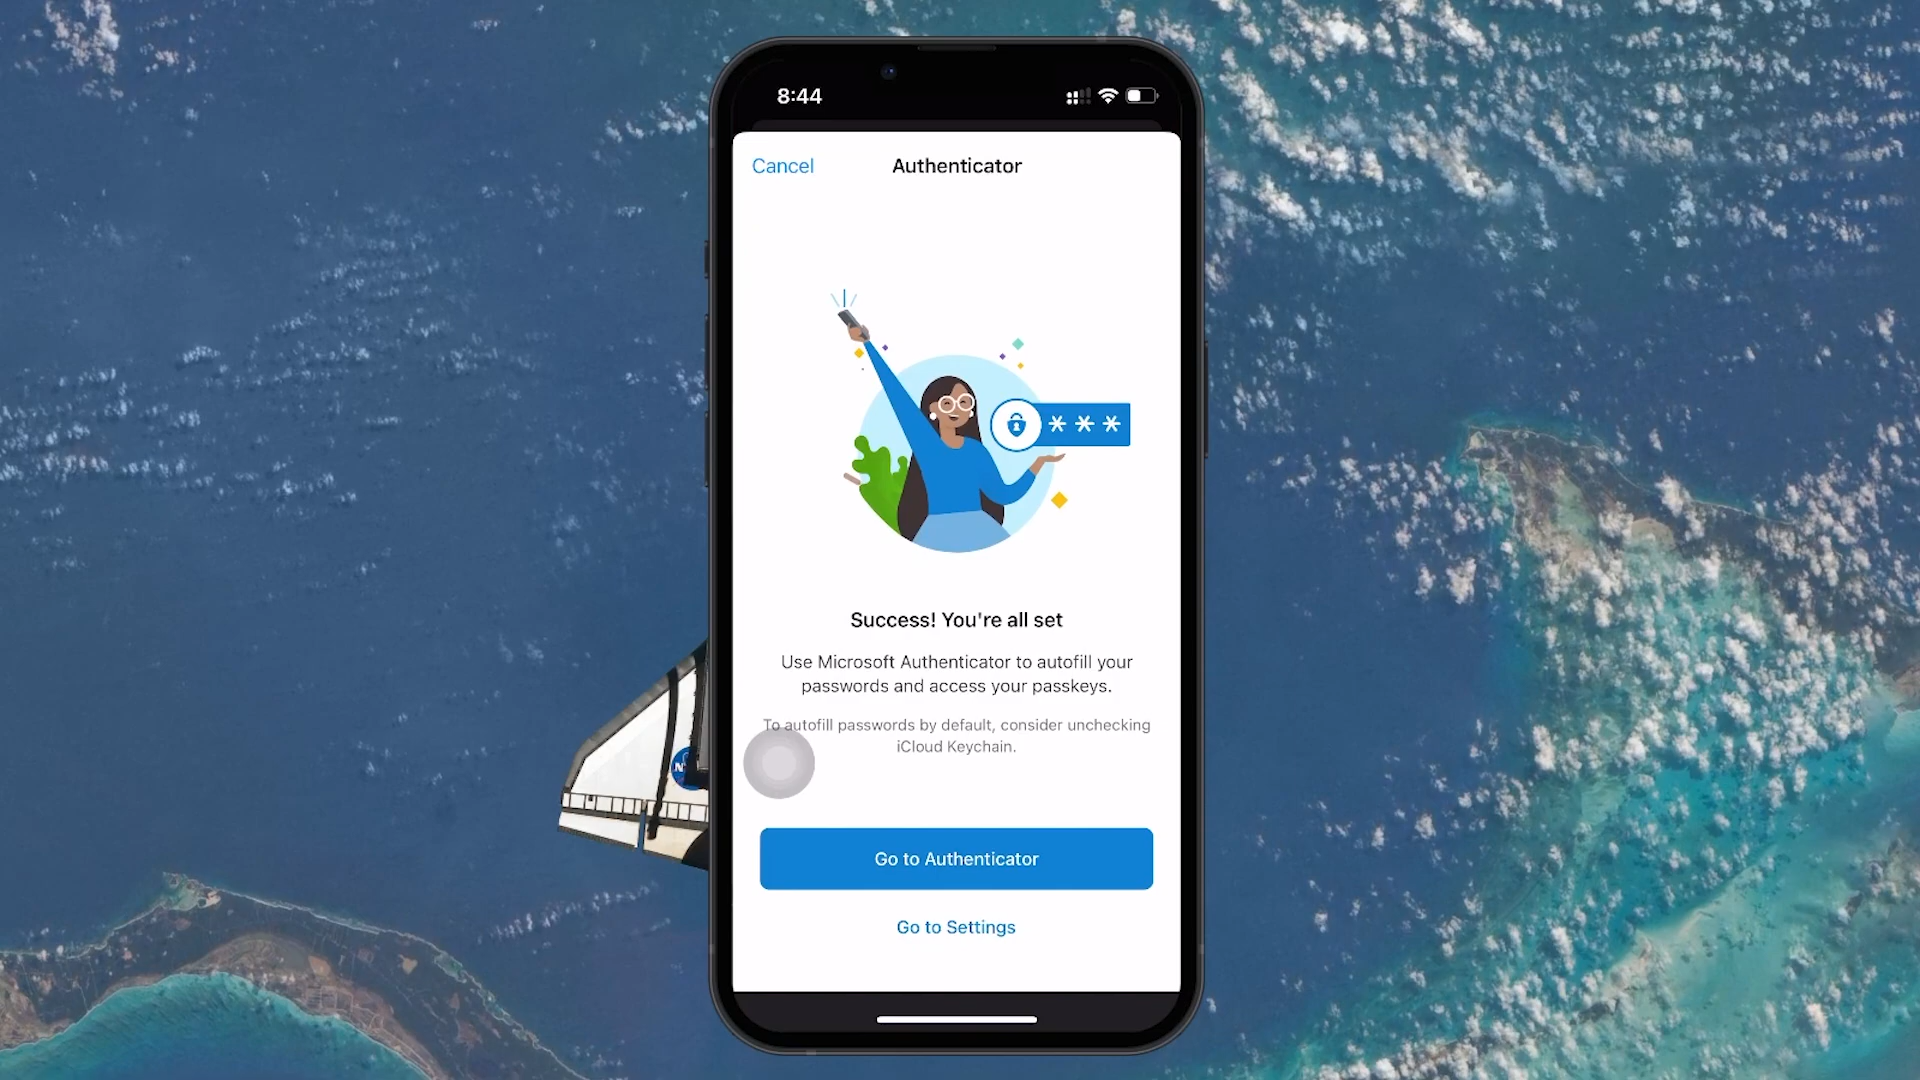 8:44
Cancel
Authenticator
* * *
Success! You're all set
Use Microsoft Authenticator to autofill your
passwords and access your passkeys.
To autofill passwords by default, consider unchecking
iCloud Keychain.
Go to Authenticator
Go to Settings